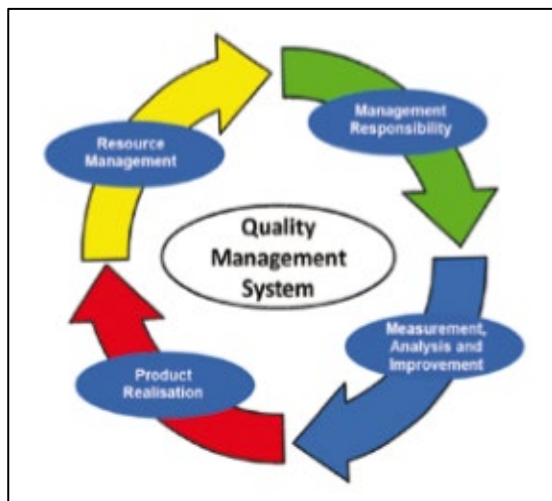 Resource
Management
Management
Responsibility
Quality
Management
System
Measurement,
Analysis and
Improvement
Product
Realisation